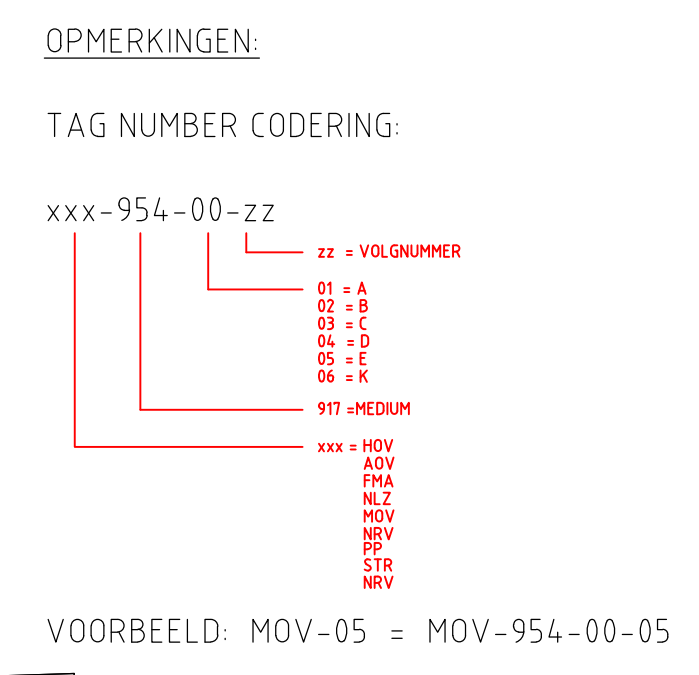 OPMERKINGEN:
TAG NUMBER CODERING:
xxx-954-00-zz
zz = VOLGNUMMER
01 = A
02 = B
03 = C
04 = D
05 = E
06 = K
917 =MEDIUM
xxx = HOV
AOV
FMA
NLZ
MOV
NRV
PP
STR
NRV
VOORBEELD: MOV-05 = MOV-954-00-05